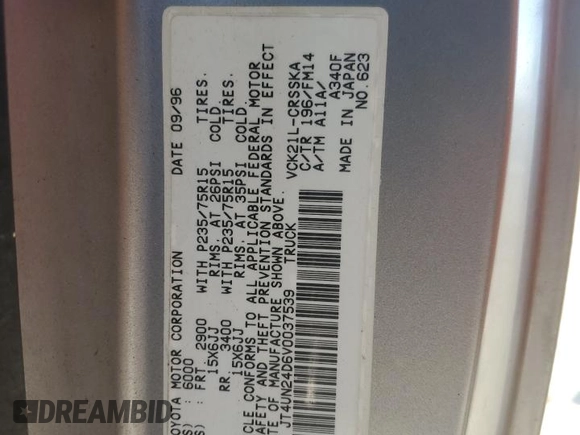 OYOTA MOTOR CORPORATION DATE 09/96
S) : 6000
FRT. 2900 WITH P235/75R15 TIRES.
15X6JJ RIMS. AT 26PSI COLD.
RR. 3400 WITH P235/75R15 TIRES.
15X6JJ RIMS. AT 35PSI COLD.
CLE CONFORMS TO ALL APPLICABLE FEDERAL MOTOR
AFETY AND THEFT PREVENTION STANDARDS IN EFFECT
TE OF MANUFACTURE SHOWN ABOVE.
JT4UN24D6V0037539 TRUCK
VCK21L-CRSSKA
C/TR 196/FM14
A/TM A11A/
A340F
MADE IN JAPAN
NO.623
DREAMBID